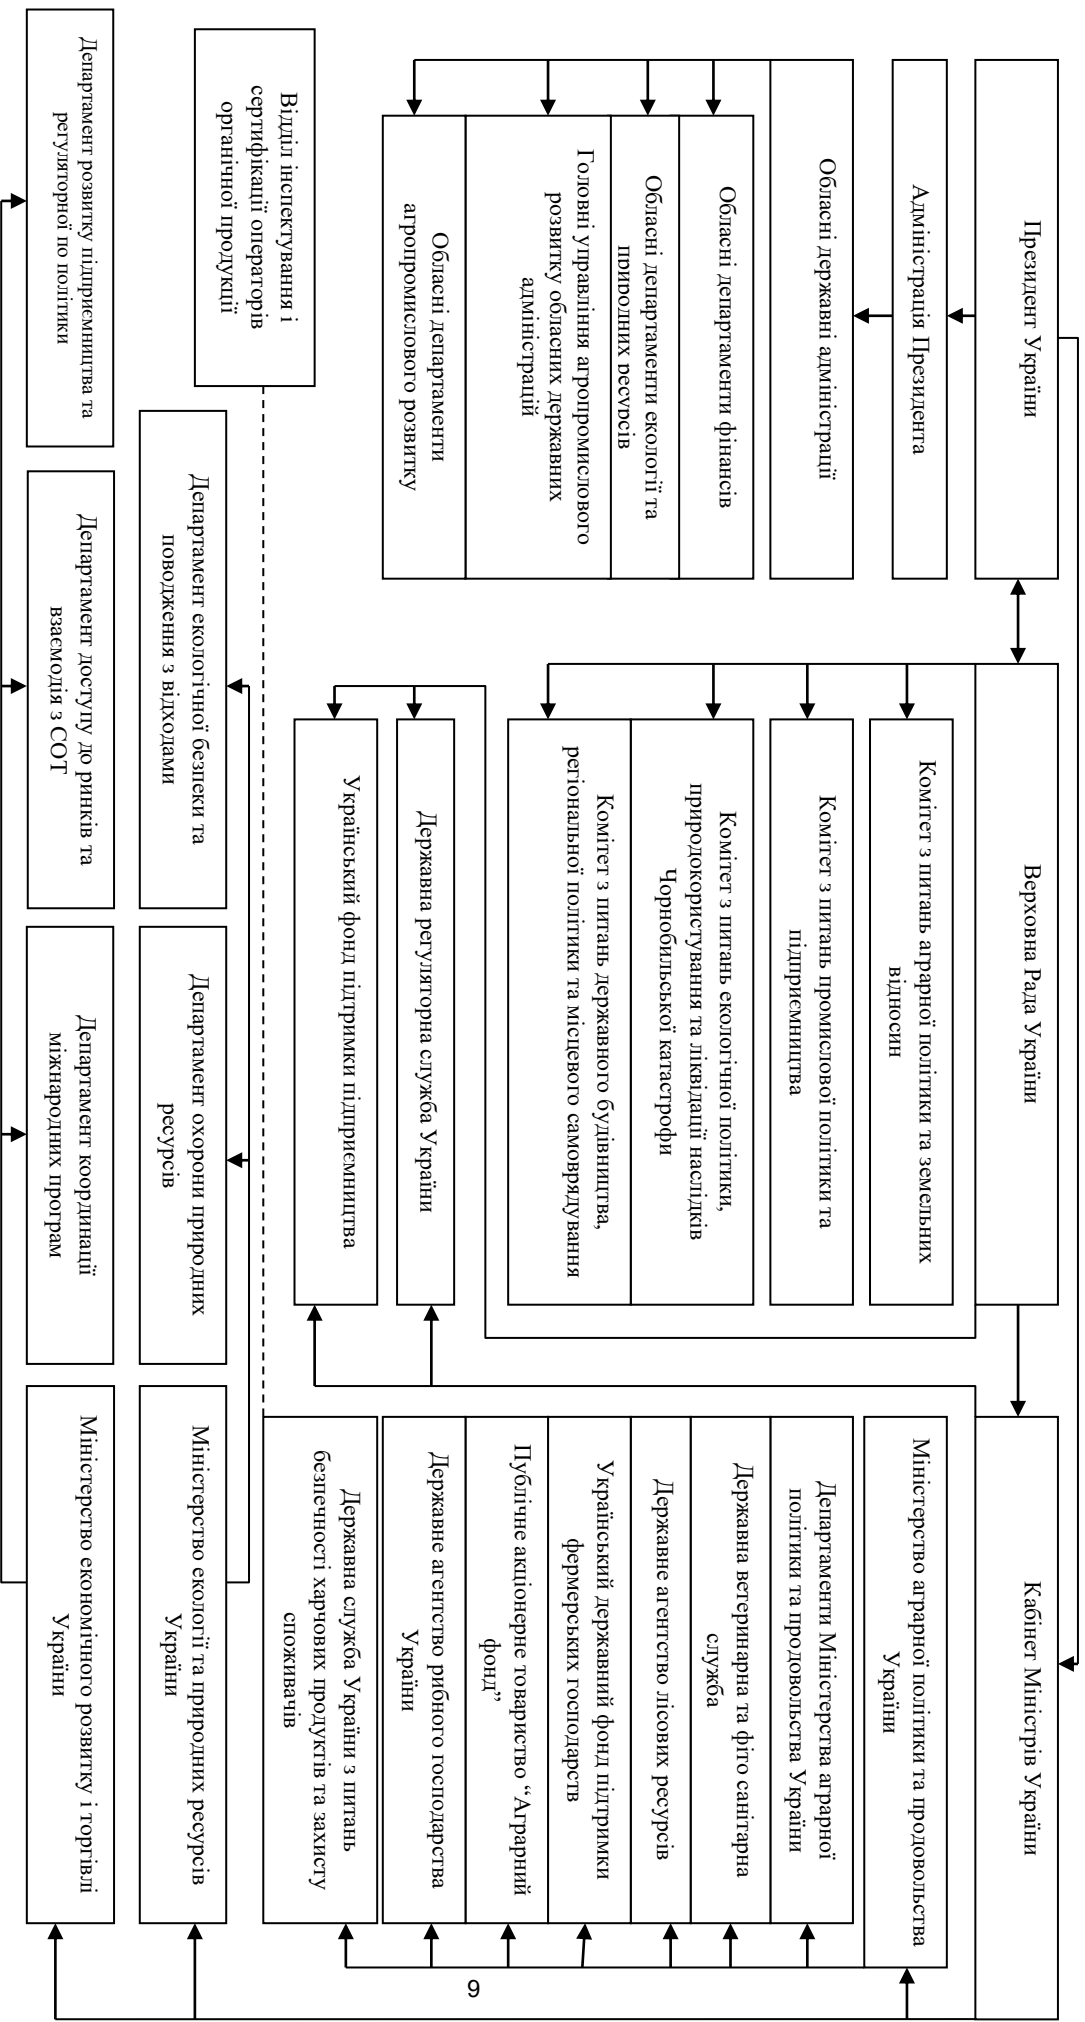 Президент України
Адміністрація Президента
Обласні державні адміністрації
Обласні департаменти фінансів
Обласні департаменти екології та
природних ресурсів
Головні управління агропромислового
розвитку обласних державних
адміністрацій
Обласні департаменти
агропромислового розвитку
Відділ інспектування і
сертифікації операторів
органічної продукції
Верховна Рада України
Комітет з питань аграрної політики та земельних
відносин
Комітет з питань промислової політики та
підприємництва
Комітет з питань екологічної політики,
природокористування та ліквідації наслідків
Чорнобильської катастрофи
Комітет з питань державного будівництва,
регіональної політики та місцевого самоврядування
Державна регуляторна служба України
Український фонд підтримки підприємництва
Кабінет Міністрів України
Міністерство аграрної політики та продовольства
України
Департаменти Міністерства аграрної
політики та продовольства України
Державна ветеринарна та фіто санітарна
служба
Державне агентство лісових ресурсів
Український державний фонд підтримки
фермерських господарств
Публічне акціонерне товариство “Аграрний
фонд”
Державне агентство рибного господарства
України
Державна служба України з питань
безпечності харчових продуктів та захисту
споживачів
Департамент екологічної безпеки та
поводження з відходами
Департамент охорони природних
ресурсів
Міністерство екології та природних ресурсів
України
Департамент розвитку підприємництва та
регуляторної по політики
Департамент доступу до ринків та
взаємодія з СОТ
Департамент координації
міжнародних програм
Міністерство економічного розвитку і торгівлі
України
9